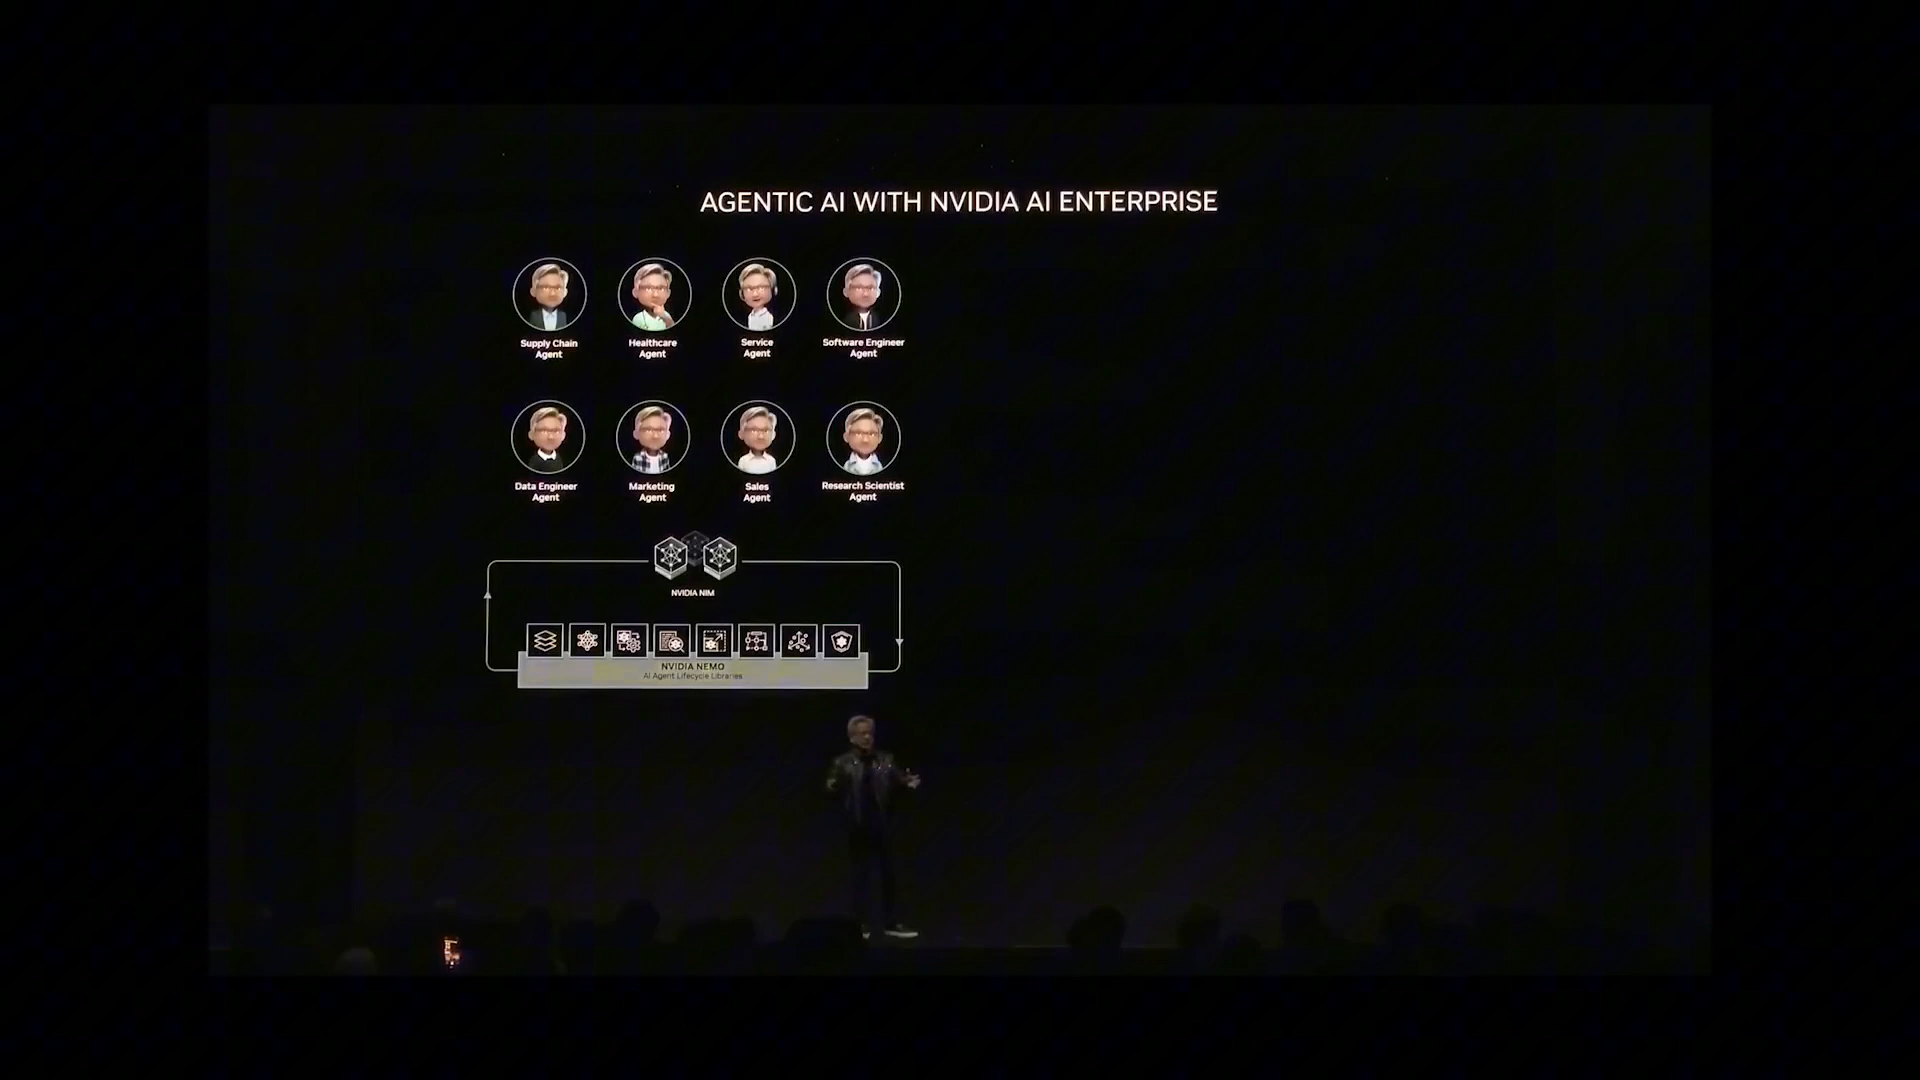 AGENTIC AI WITH NVIDIA AI ENTERPRISE
Supply Chain
Agent
Healthcare
Agent
Service
Agent
Software Engineer
Agent
Data Engineer
Agent
Marketing
Agent
Sales
Agent
Research Scientist
Agent
NVIDIA NIM
NVIDIA NEMO
AI Agent Lifecycle Libraries